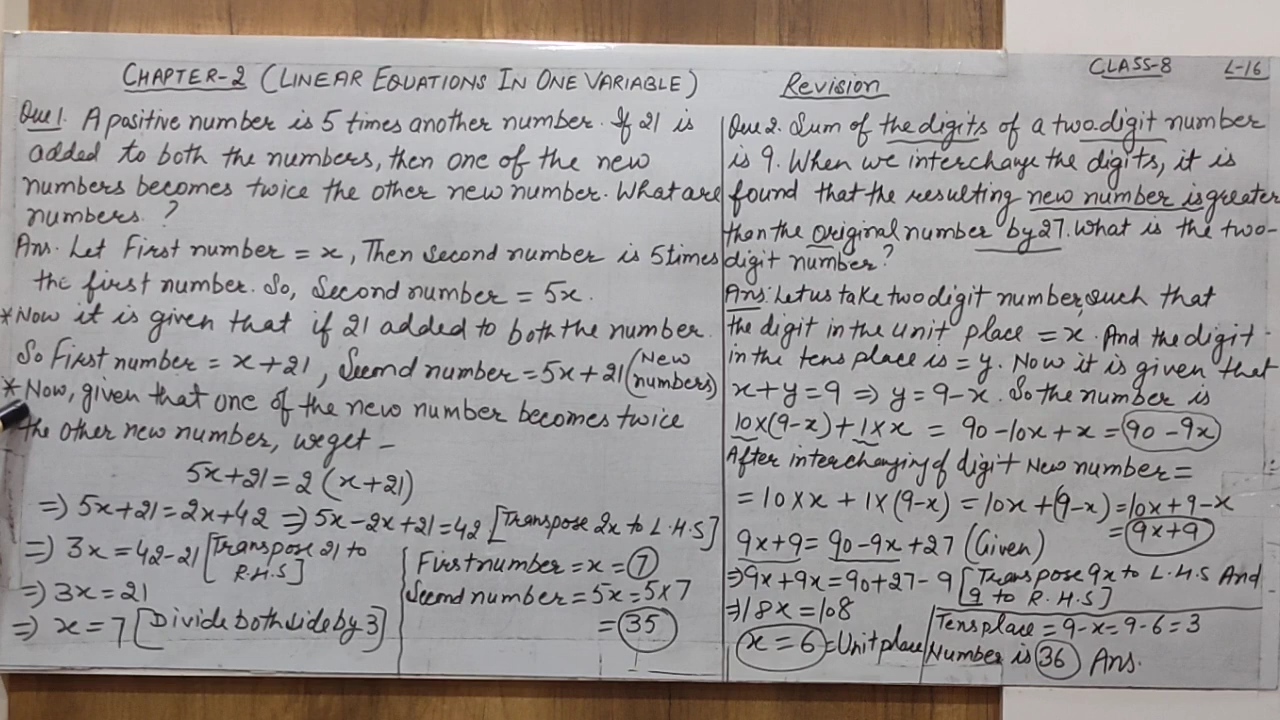 CHAPTER-2 (LINEAR EQUATIONS IN ONE VARIABLE)
Revision
CLASS-8 L-16
Que 1. A positive number is 5 times another number. If 21 is
added to both the numbers, then one of the new
numbers becomes twice the other new number. What are
numbers. ?
Ans. Let First number = x, Then second number is 5 times
the first number. So, Second number = 5x.
*Now it is given that if 21 added to both the number.
So First number = x+21, Second number = 5x+21 (New numbers)
*Now, given that one of the new number becomes twice
the other new number, we get –
5x+21 = 2(x+21)
⇒ 5x+21 = 2x+42 ⇒ 5x-2x+21 = 42 [Transpose 2x to L.H.S]
⇒ 3x = 42-21 [Transpose 21 to
R.H.S]
⇒ 3x = 21
⇒ x = 7 [Divide both side by 3]
First number = x = 7
Second number = 5x = 5x7
= 35
Que 2. Sum of the digits of a two-digit number
is 9. When we interchange the digits, it is
found that the resulting new number is greater
than the original number by 27. What is the two-
digit number?
Ans: Let us take two digit number, such that
the digit in the unit place = x. And the digit
in the tens place is = y. Now it is given that
x+y=9 ⇒ y=9-x. So the number is
10x(9-x)+1xx = 90-10x+x = 90-9x
After interchanging of digit New number =
= 10xx + 1x(9-x) = 10x+(9-x) = 10x+9-x
= 9x+9
9x+9 = 90-9x+27 (Given)
⇒ 9x+9x = 90+27-9 [Transpose 9x to L.H.S And
9 to R.H.S]
⇒ 18x = 108
x = 6 = Unit place
Tens place = 9-x = 9-6 = 3
Number is 36 Ans.